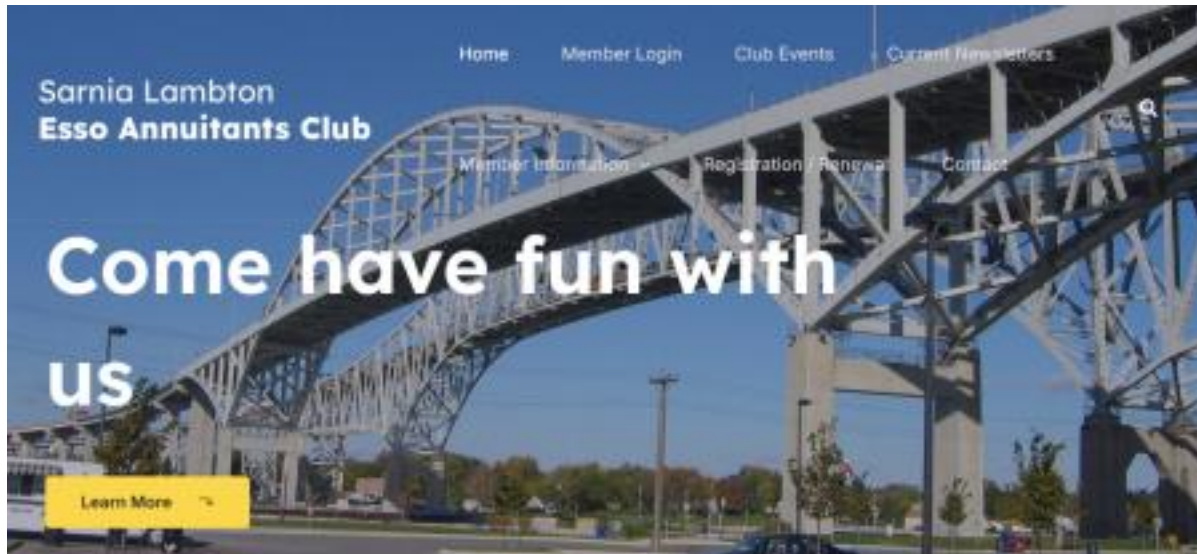 Home Member Login Club Events Current Newsletters
Sarnia Lambton
Esso Annuitants Club
Member Information Registration / Renewal Contact
Come have fun with
us
Learn More